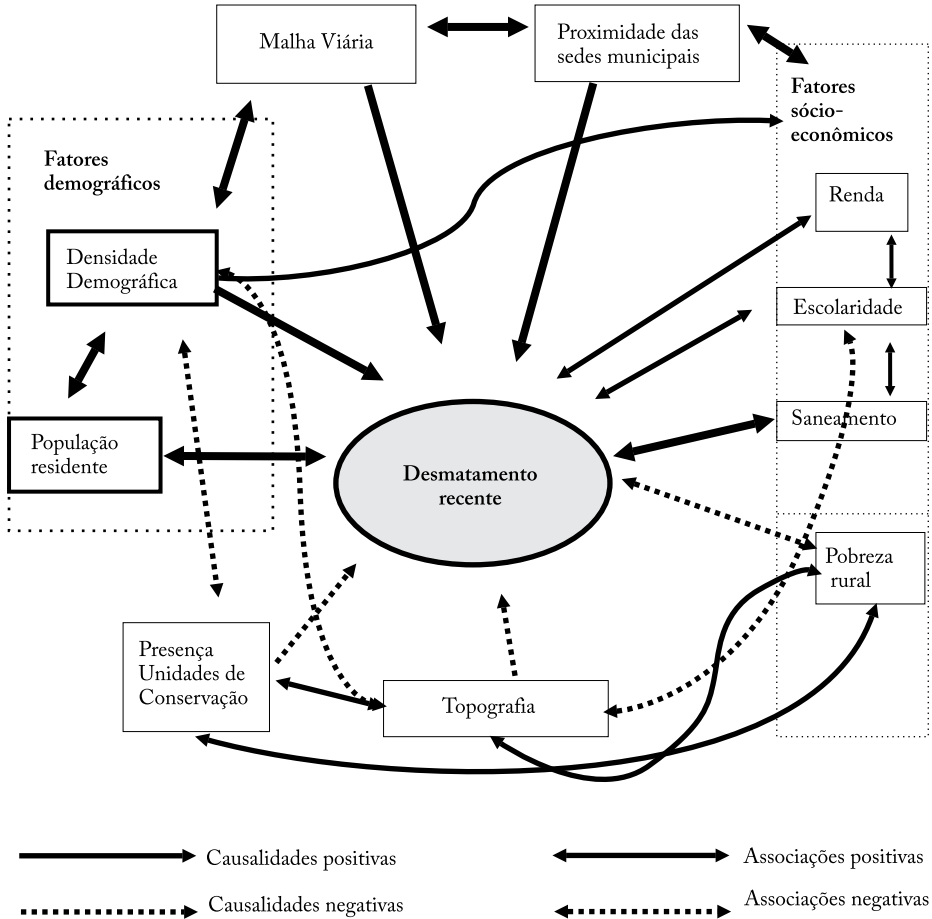 Malha Viária
Proximidade das
sedes municipais
Fatores
sócio-
econômicos
Fatores
demográficos
Renda
Densidade
Demográfica
Escolaridade
Saneamento
População
residente
Desmatamento
recente
Pobreza
rural
Presença
Unidades de
Conservação
Topografia
Causalidades positivas
Associações positivas
Causalidades negativas
Associações negativas